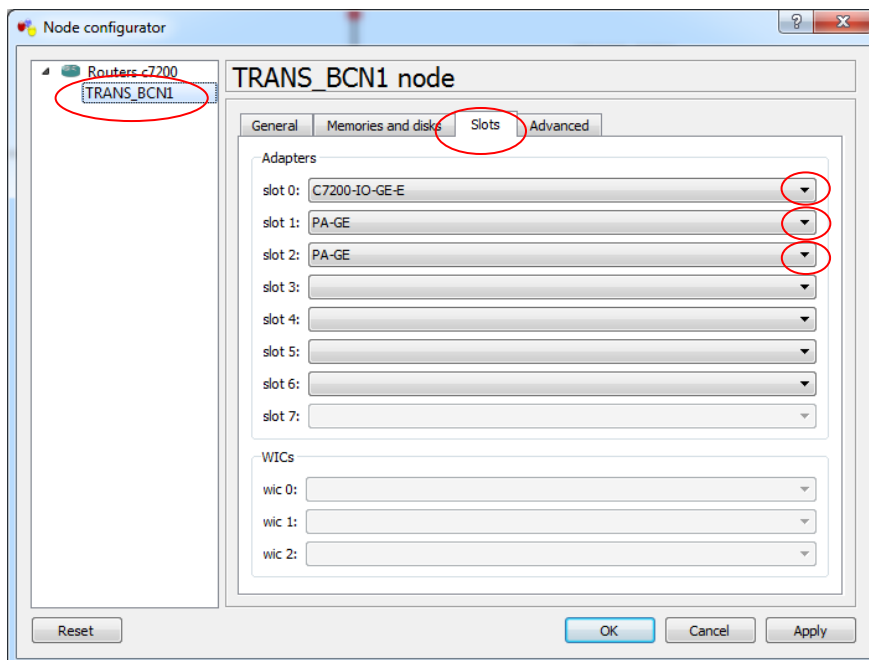 Node configurator
?
Routers c7200
TRANS_BCN1
TRANS_BCN1 node
General Memories and disks Slots Advanced
Adapters
slot 0: C7200-IO-GE-E
slot 1: PA-GE
slot 2: PA-GE
slot 3:
slot 4:
slot 5:
slot 6:
slot 7:
WICs
wic 0:
wic 1:
wic 2:
Reset OK Cancel Apply